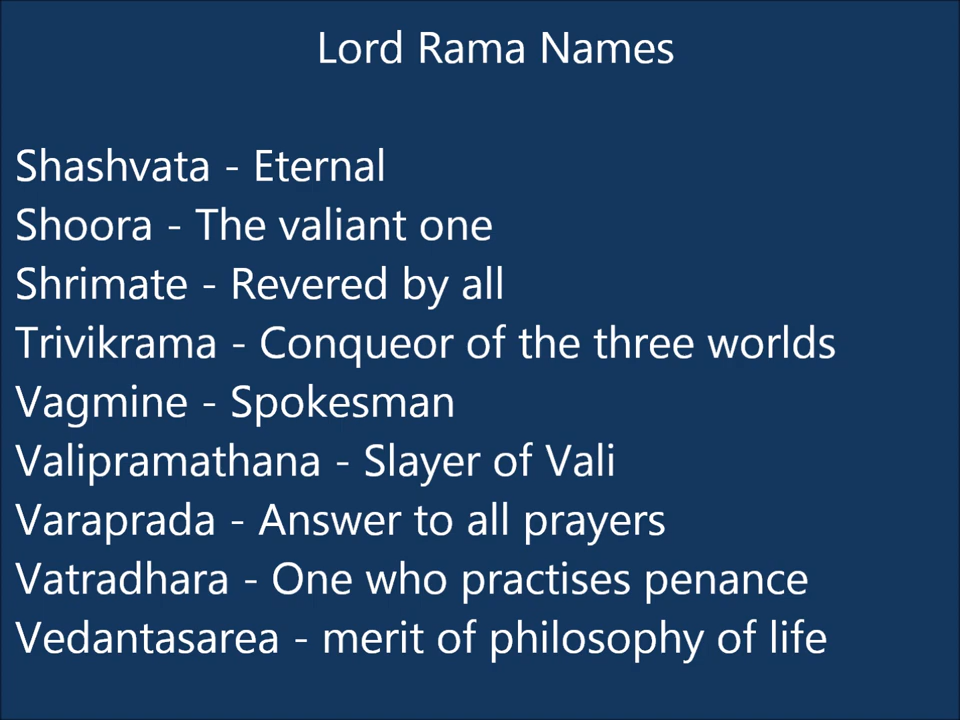 Lord Rama Names
Shashvata - Eternal
Shoora - The valiant one
Shrimate - Revered by all
Trivikrama - Conqueor of the three worlds
Vagmine - Spokesman
Valipramathana - Slayer of Vali
Varaprada - Answer to all prayers
Vatradhara - One who practises penance
Vedantasarea - merit of philosophy of life